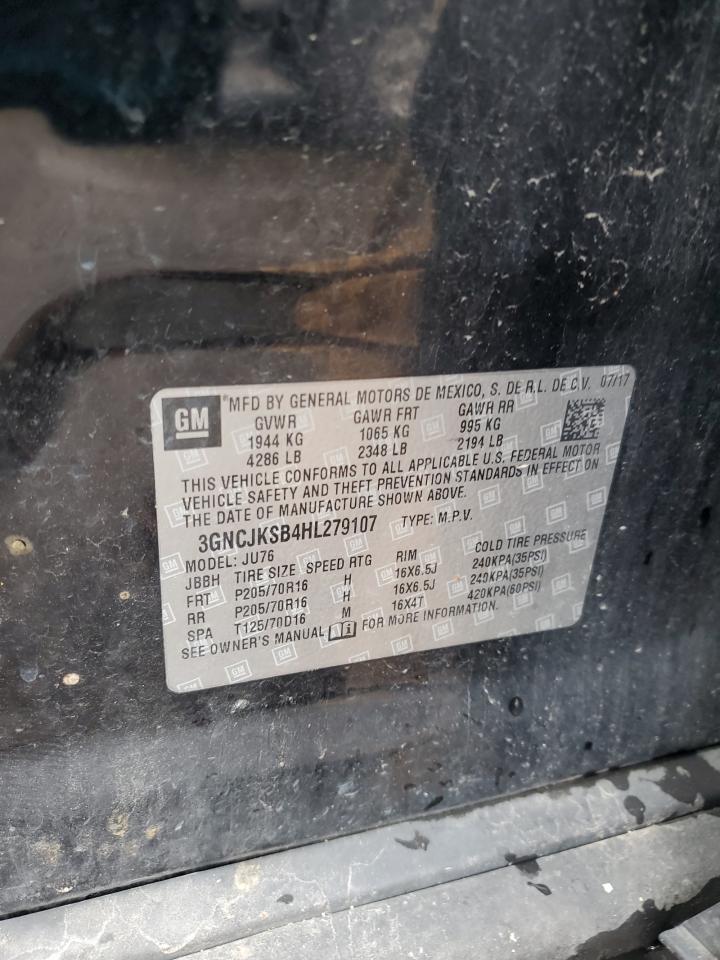 GM
®MFD BY GENERAL MOTORS DE MEXICO, S. DE R.L. DE C.V. 07/17
GVWR GAWR FRT GAWR RR
1944 KG 1065 KG 995 KG
4286 LB 2348 LB 2194 LB
THIS VEHICLE CONFORMS TO ALL APPLICABLE U.S. FEDERAL MOTOR
VEHICLE SAFETY AND THEFT PREVENTION STANDARDS IN EFFECT ON
THE DATE OF MANUFACTURE SHOWN ABOVE.
3GNCJKSB4HL279107 TYPE: M.P.V.
MODEL: JU76
JBBH TIRE SIZE SPEED RTG RIM COLD TIRE PRESSURE
FRT P205/70R16 H 16X6.5J 240KPA(35PSI)
RR P205/70R16 H 16X6.5J 240KPA(35PSI)
SPA T125/70D16 M 16X4T 420KPA(60PSI)
SEE OWNER'S MANUAL FOR MORE INFORMATION.